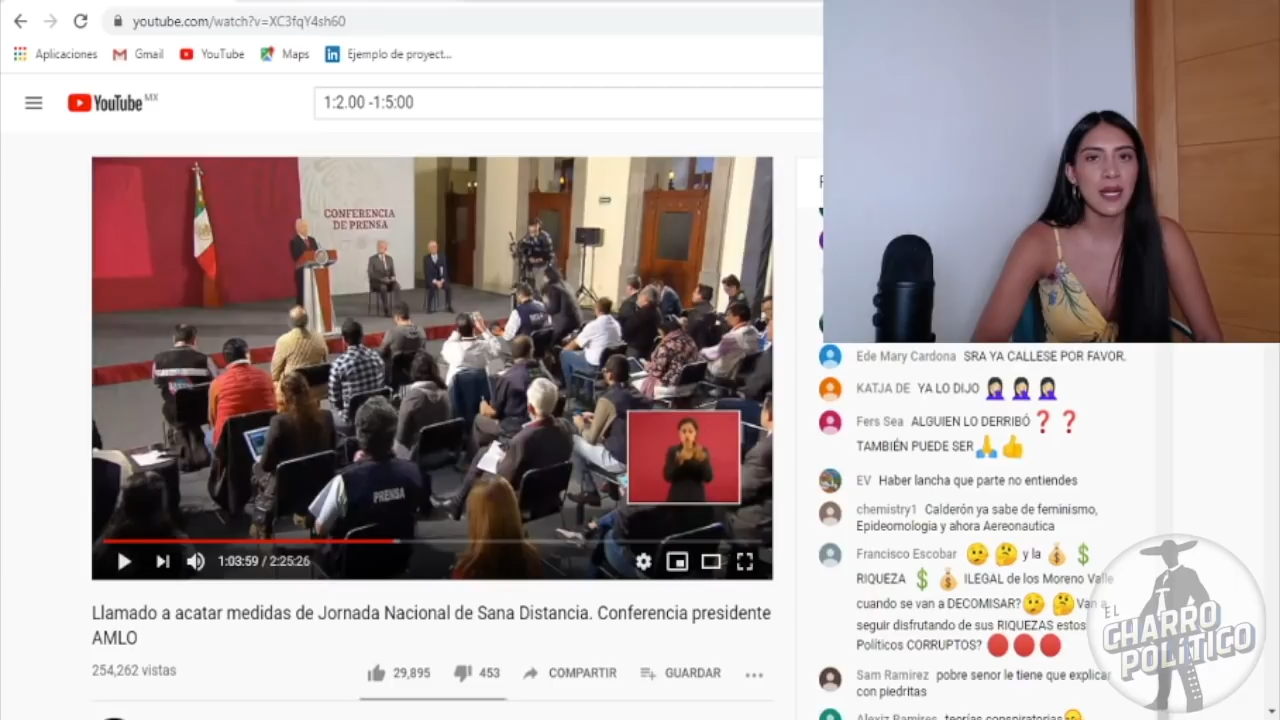 youtube.com/watch?v=XC3fqY4sh60
Aplicaciones
Gmail
YouTube
Maps
Ejemplo de proyect...
YouTube MX
1:2.00 -1:5:00
CONFERENCIA
DE PRENSA
PRENSA
1:03:59 / 2:25:26
Llamado a acatar medidas de Jornada Nacional de Sana Distancia. Conferencia presidente
AMLO
254,262 vistas
29,895
453
COMPARTIR
GUARDAR
Ede Mary Cardona SRA YA CALLESE POR FAVOR.
KATJA DE YA LO DIJO 🤦🏻‍♀️🤦🏻‍♀️🤦🏻‍♀️
Fers Sea ALGUIEN LO DERRIBÓ❓❓
TAMBIÉN PUEDE SER🙏👍
EV Haber lancha que parte no entiendes
chemistry1 Calderón ya sabe de feminismo,
Epideomologia y ahora Aereonautica
Francisco Escobar 🤔 y la 💰 💲
RIQUEZA 💲 💰 ILEGAL de los Moreno Valle
cuando se van a DECOMISAR? 🤔 Van a
seguir disfrutando de sus RIQUEZAS estos
Políticos CORRUPTOS? 🔴🔴🔴
Sam Ramirez pobre senor le tiene que explicar
con piedritas
Alexiz Ramires teorías conspiratorias
EL
CHARRO
POLÍTICO